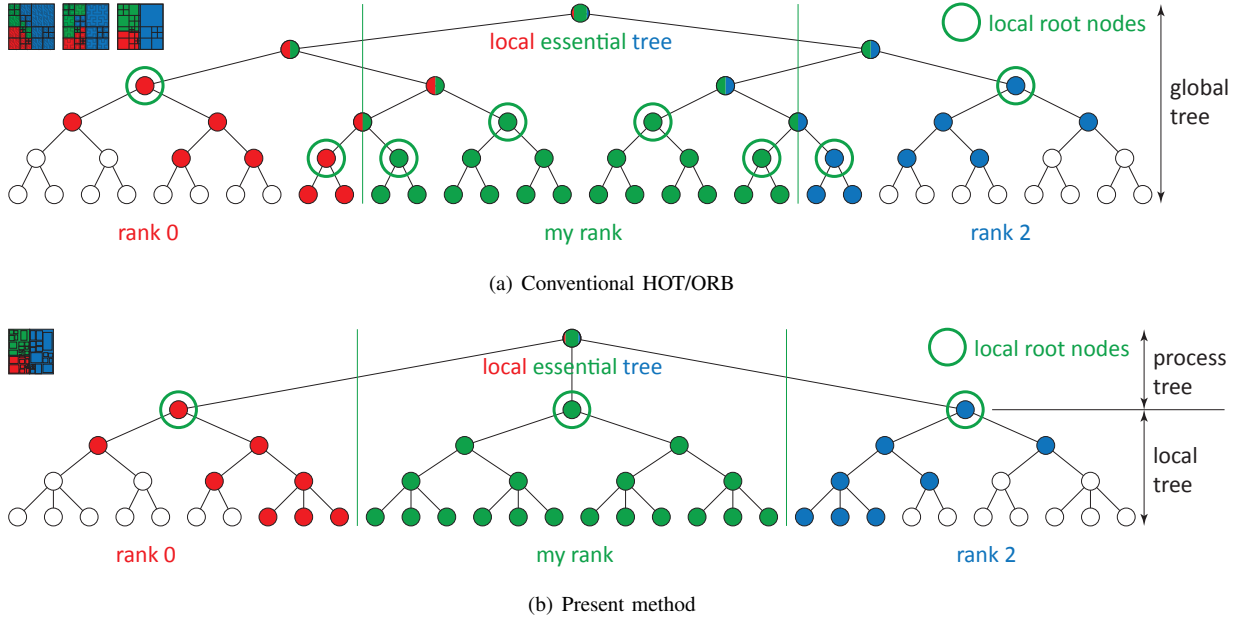 local essential tree
local root nodes
global
tree
rank 0
my rank
rank 2
(a) Conventional HOT/ORB
local essential tree
local root nodes
process
tree
local
tree
rank 0
my rank
rank 2
(b) Present method